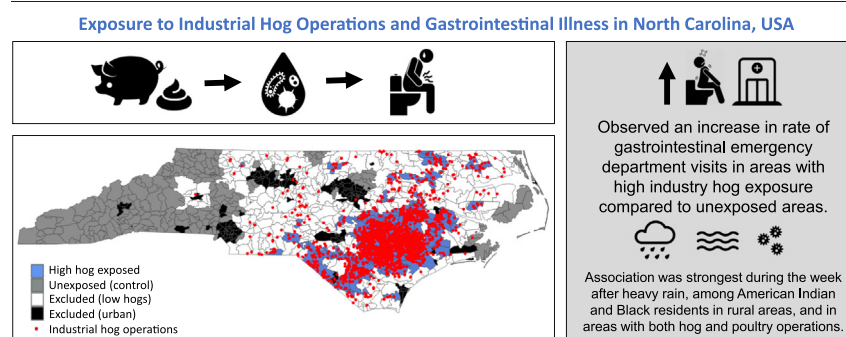 Exposure to Industrial Hog Operations and Gastrointestinal Illness in North Carolina, USA
High hog exposed
Unexposed (control)
Excluded (low hogs)
Excluded (urban)
Industrial hog operations
Observed an increase in rate of
gastrointestinal emergency
department visits in areas with
high industry hog exposure
compared to unexposed areas.
Association was strongest during the week
after heavy rain, among American Indian
and Black residents in rural areas, and in
areas with both hog and poultry operations.